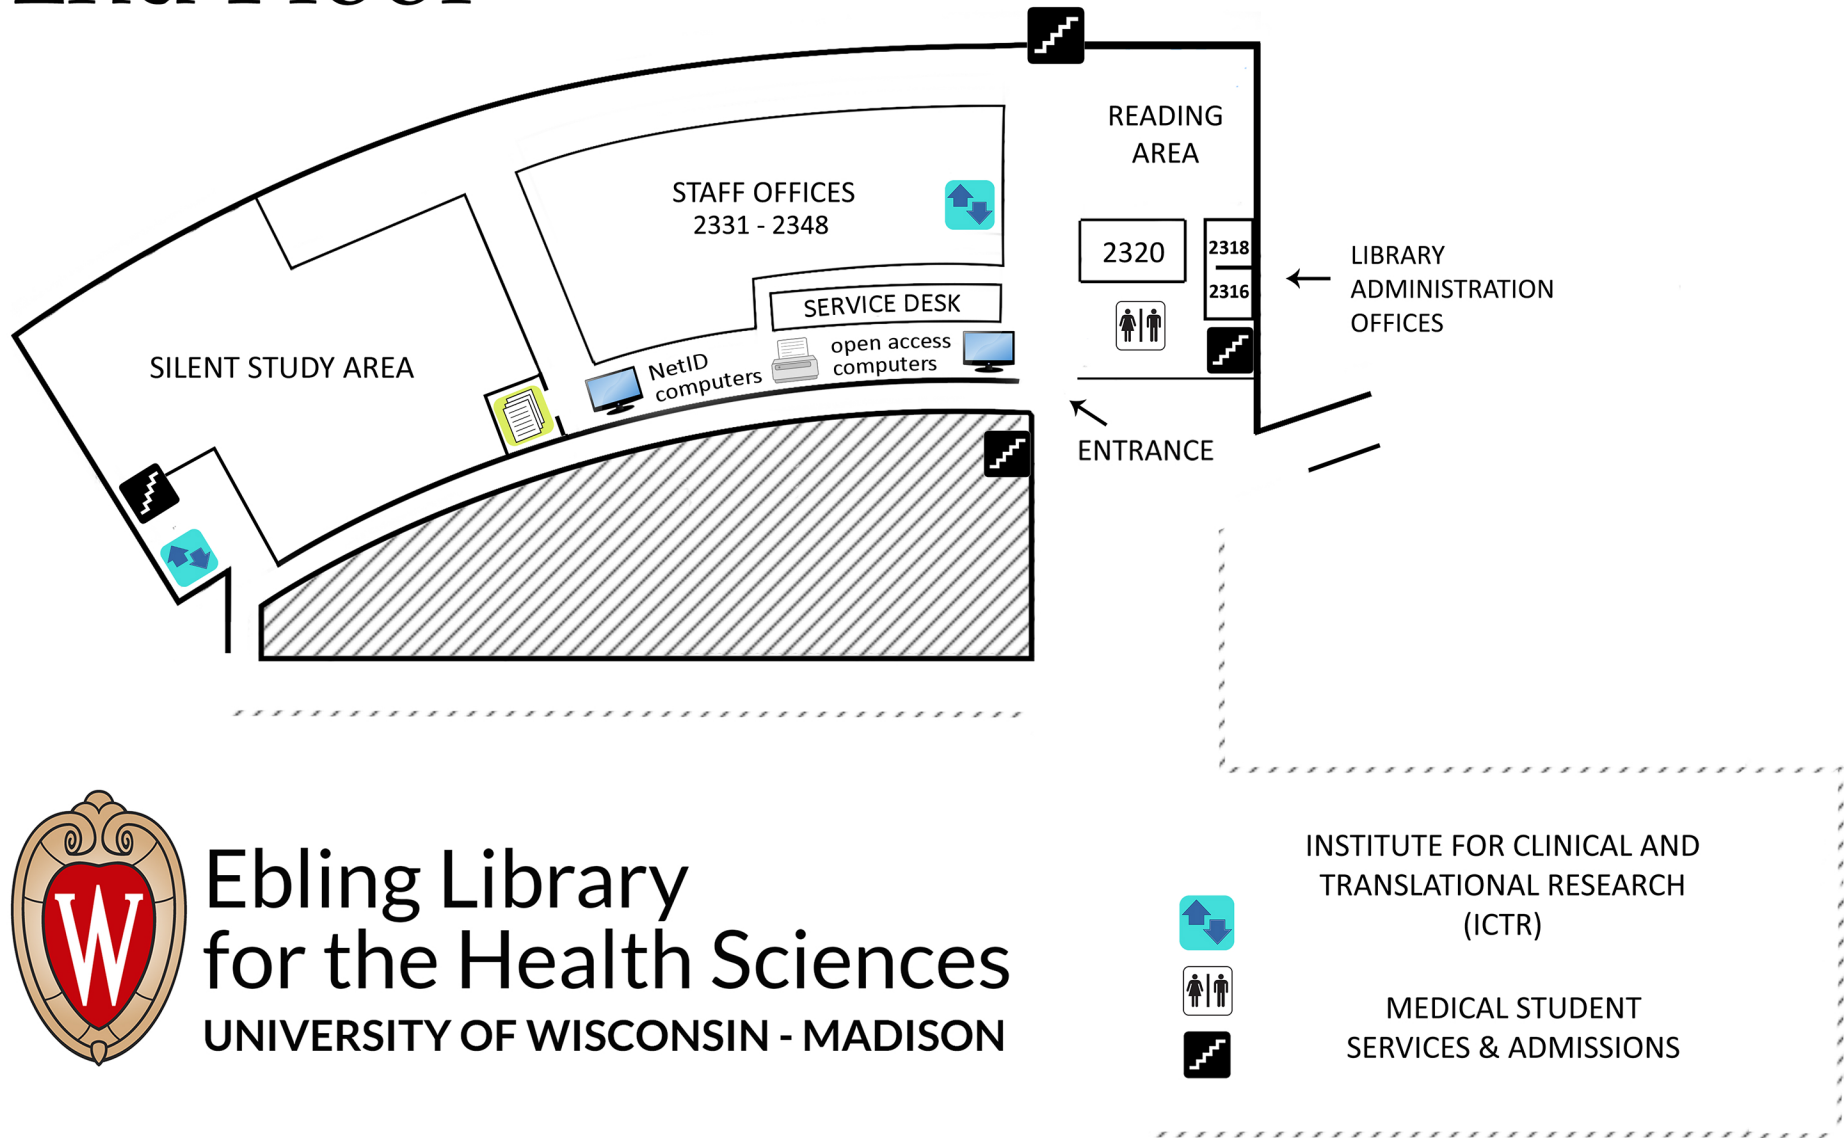 2nd Floor
READING
AREA
STAFF OFFICES
2331 - 2348
2320
2318
2316
LIBRARY
ADMINISTRATION
OFFICES
SERVICE DESK
SILENT STUDY AREA
NetID
computers
open access
computers
ENTRANCE
W
Ebling Library
for the Health Sciences
UNIVERSITY OF WISCONSIN - MADISON
INSTITUTE FOR CLINICAL AND
TRANSLATIONAL RESEARCH
(ICTR)
MEDICAL STUDENT
SERVICES & ADMISSIONS